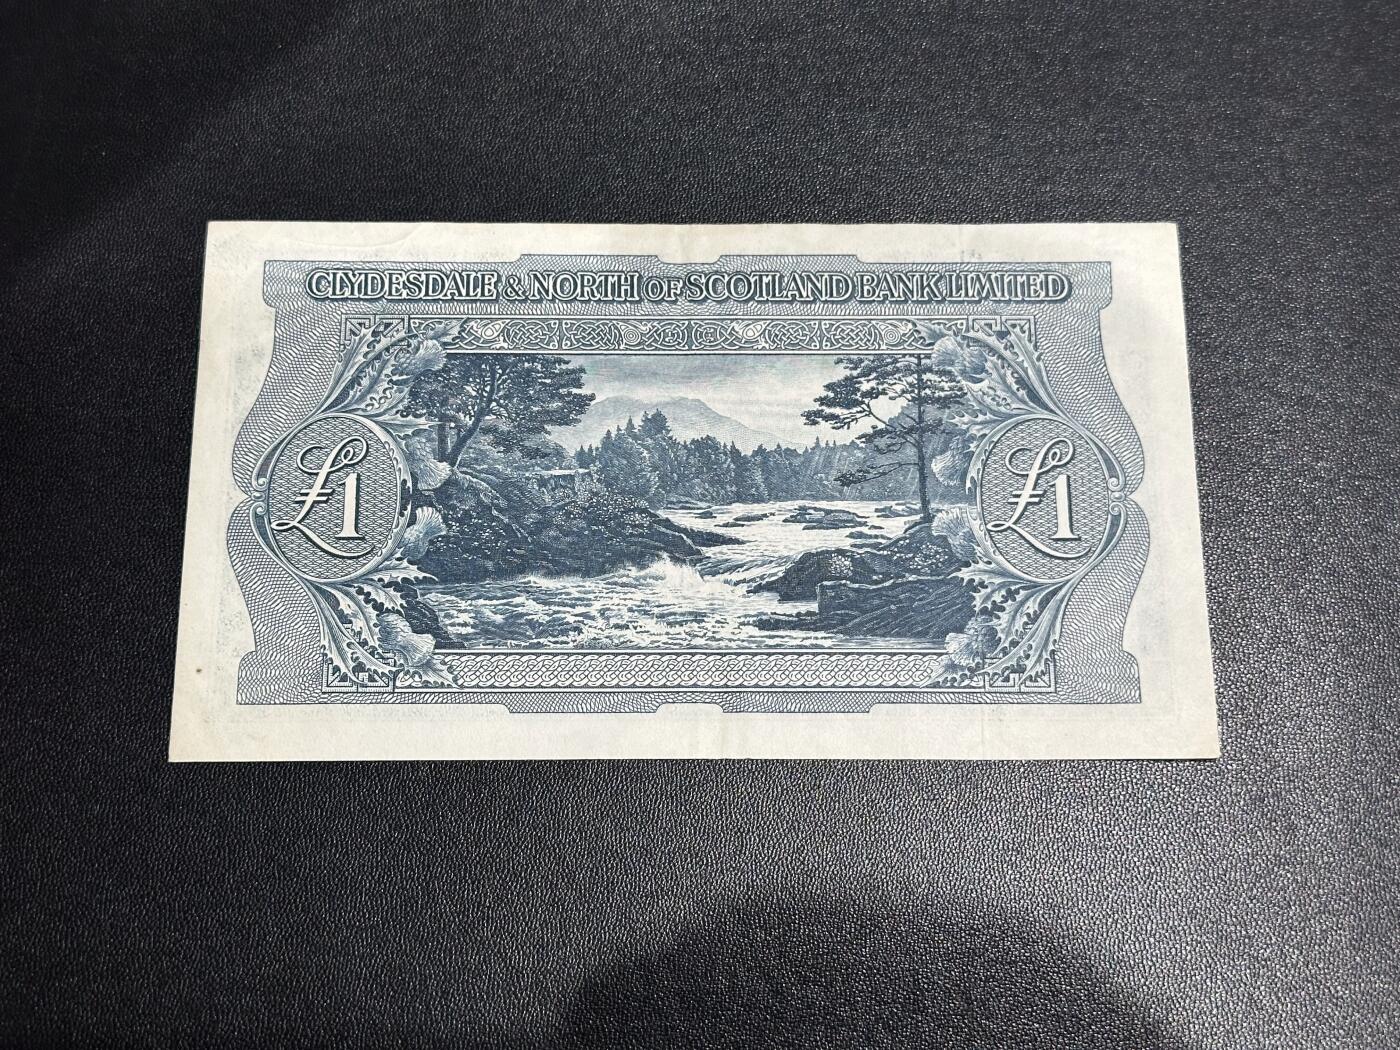 CLYDESDALE & NORTH OF SCOTLAND BANK LIMITED
£1 £1